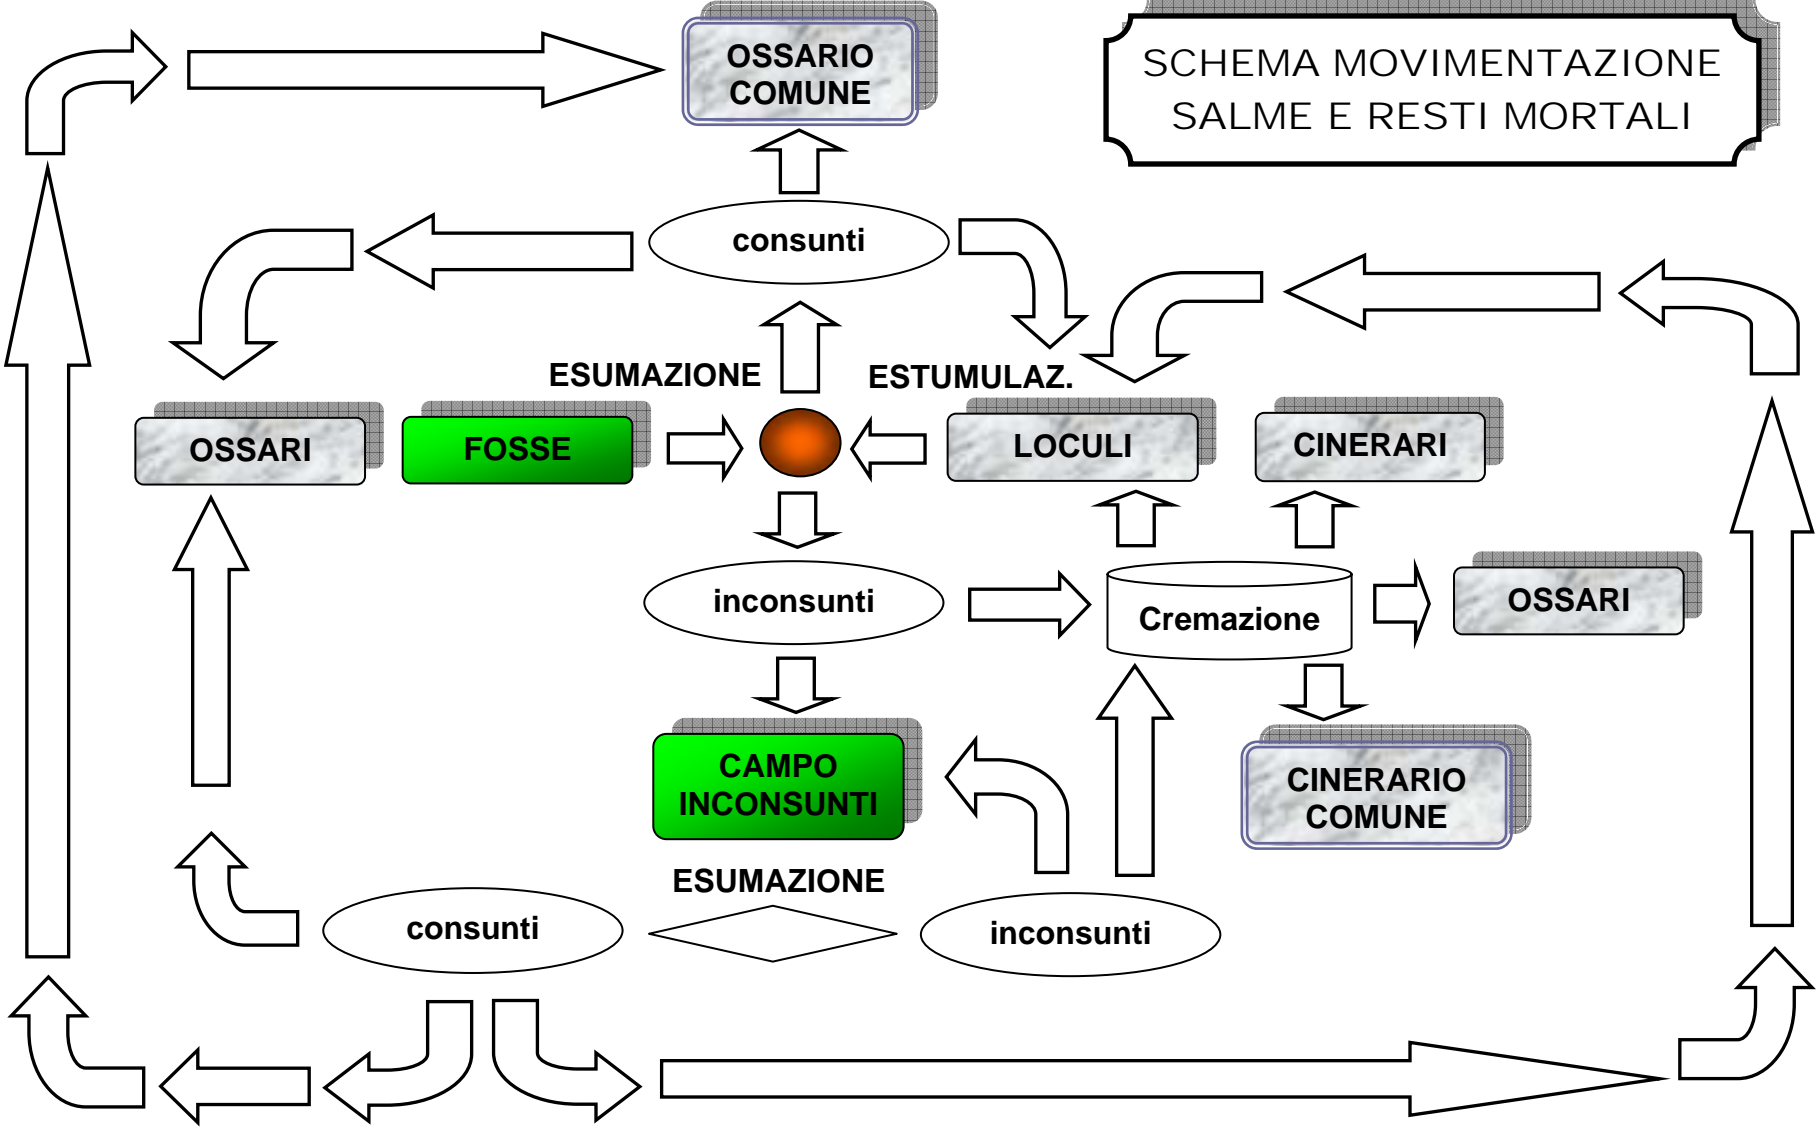 SCHEMA MOVIMENTAZIONE
SALME E RESTI MORTALI
OSSARIO
COMUNE
consunti
ESUMAZIONE
ESTUMULAZ.
OSSARI
FOSSE
LOCULI
CINERARI
inconsunti
Cremazione
OSSARI
CAMPO
INCONSUNTI
CINERARIO
COMUNE
ESUMAZIONE
consunti
inconsunti